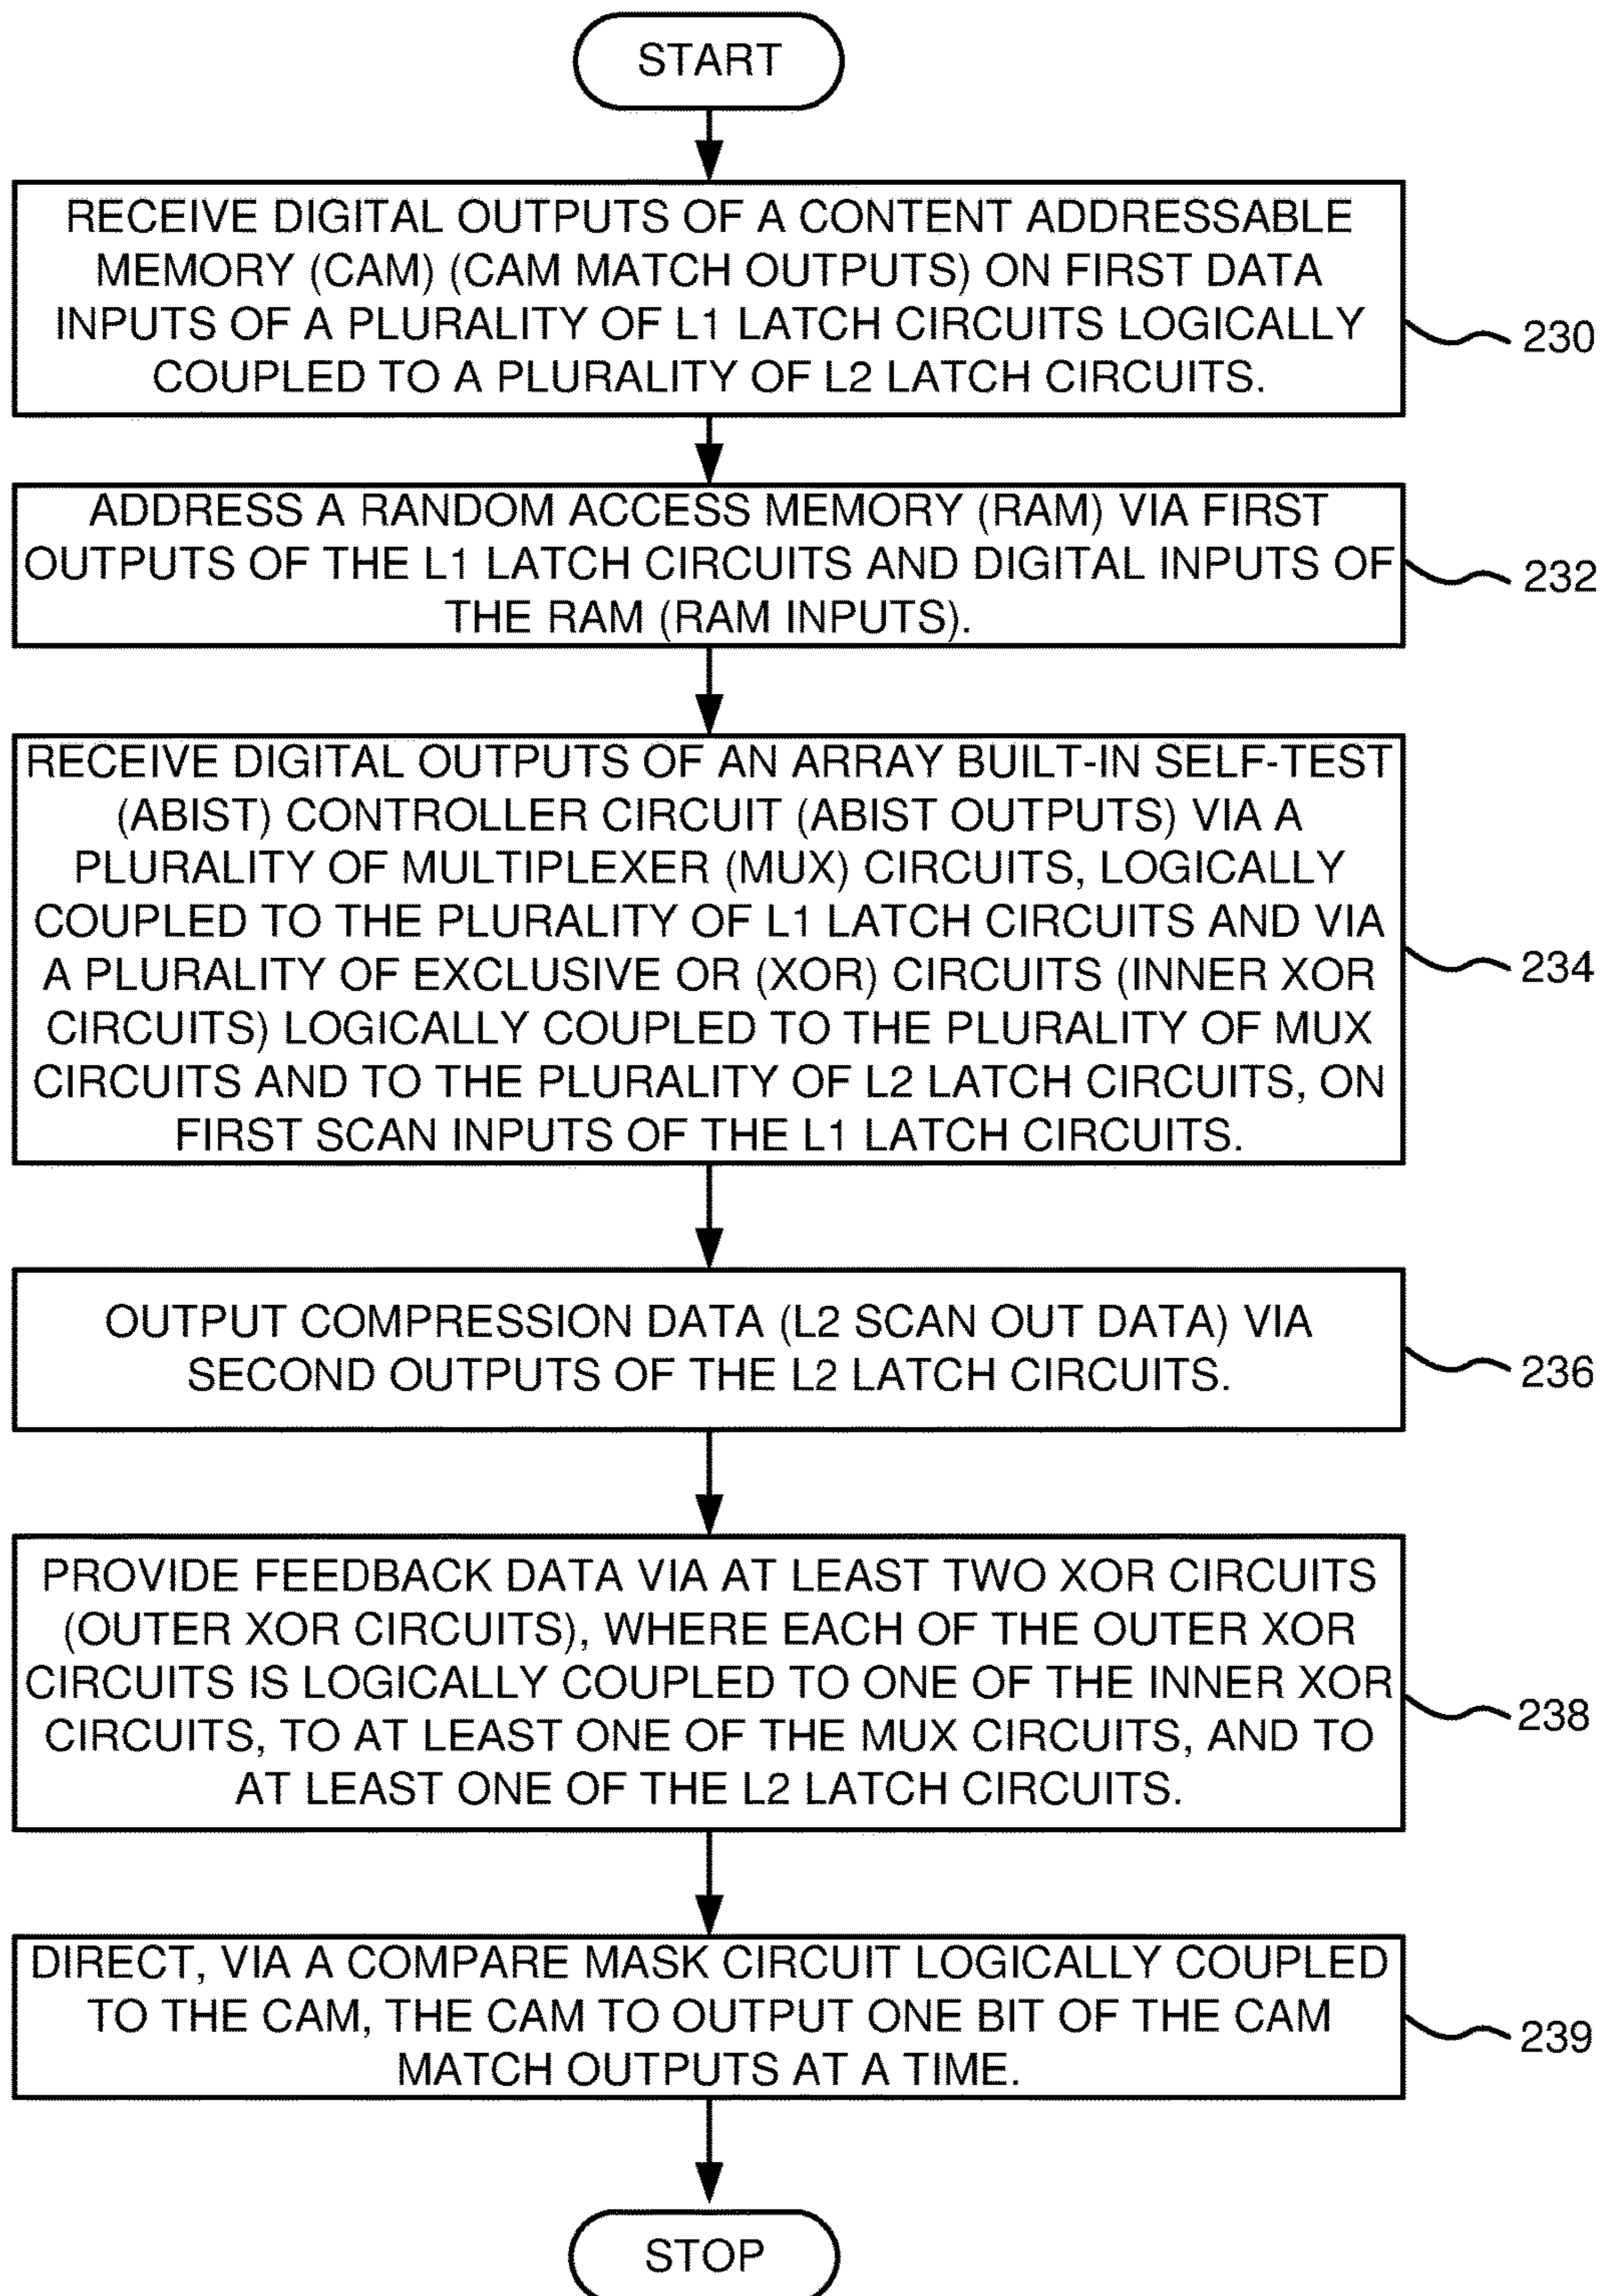 START
RECEIVE DIGITAL OUTPUTS OF A CONTENT ADDRESSABLE
MEMORY (CAM) (CAM MATCH OUTPUTS) ON FIRST DATA
INPUTS OF A PLURALITY OF L1 LATCH CIRCUITS LOGICALLY
COUPLED TO A PLURALITY OF L2 LATCH CIRCUITS.
230
ADDRESS A RANDOM ACCESS MEMORY (RAM) VIA FIRST
OUTPUTS OF THE L1 LATCH CIRCUITS AND DIGITAL INPUTS OF
THE RAM (RAM INPUTS).
232
RECEIVE DIGITAL OUTPUTS OF AN ARRAY BUILT-IN SELF-TEST
(ABIST) CONTROLLER CIRCUIT (ABIST OUTPUTS) VIA A
PLURALITY OF MULTIPLEXER (MUX) CIRCUITS, LOGICALLY
COUPLED TO THE PLURALITY OF L1 LATCH CIRCUITS AND VIA
A PLURALITY OF EXCLUSIVE OR (XOR) CIRCUITS (INNER XOR
CIRCUITS) LOGICALLY COUPLED TO THE PLURALITY OF MUX
CIRCUITS AND TO THE PLURALITY OF L2 LATCH CIRCUITS, ON
FIRST SCAN INPUTS OF THE L1 LATCH CIRCUITS.
234
OUTPUT COMPRESSION DATA (L2 SCAN OUT DATA) VIA
SECOND OUTPUTS OF THE L2 LATCH CIRCUITS.
236
PROVIDE FEEDBACK DATA VIA AT LEAST TWO XOR CIRCUITS
(OUTER XOR CIRCUITS), WHERE EACH OF THE OUTER XOR
CIRCUITS IS LOGICALLY COUPLED TO ONE OF THE INNER XOR
CIRCUITS, TO AT LEAST ONE OF THE MUX CIRCUITS, AND TO
AT LEAST ONE OF THE L2 LATCH CIRCUITS.
238
DIRECT, VIA A COMPARE MASK CIRCUIT LOGICALLY COUPLED
TO THE CAM, THE CAM TO OUTPUT ONE BIT OF THE CAM
MATCH OUTPUTS AT A TIME.
239
STOP